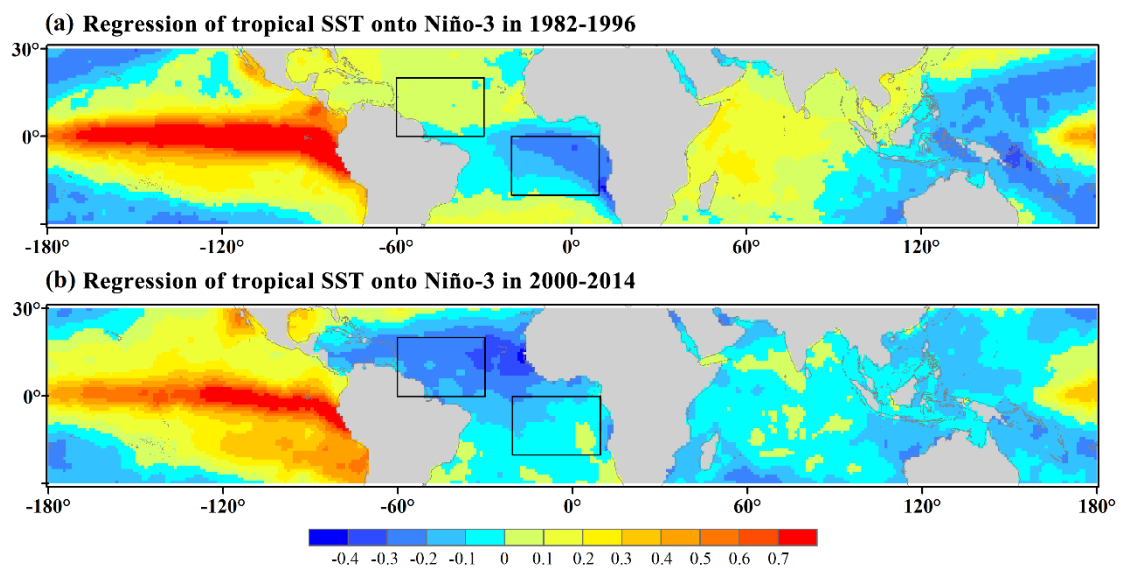 (a) Regression of tropical SST onto Niño-3 in 1982-1996
30°
0°
-180° -120° -60° 0° 60° 120°
(b) Regression of tropical SST onto Niño-3 in 2000-2014
30°
0°
-180° -120° -60° 0° 60° 120° 180°
-0.4 -0.3 -0.2 -0.1 0 0.1 0.2 0.3 0.4 0.5 0.6 0.7